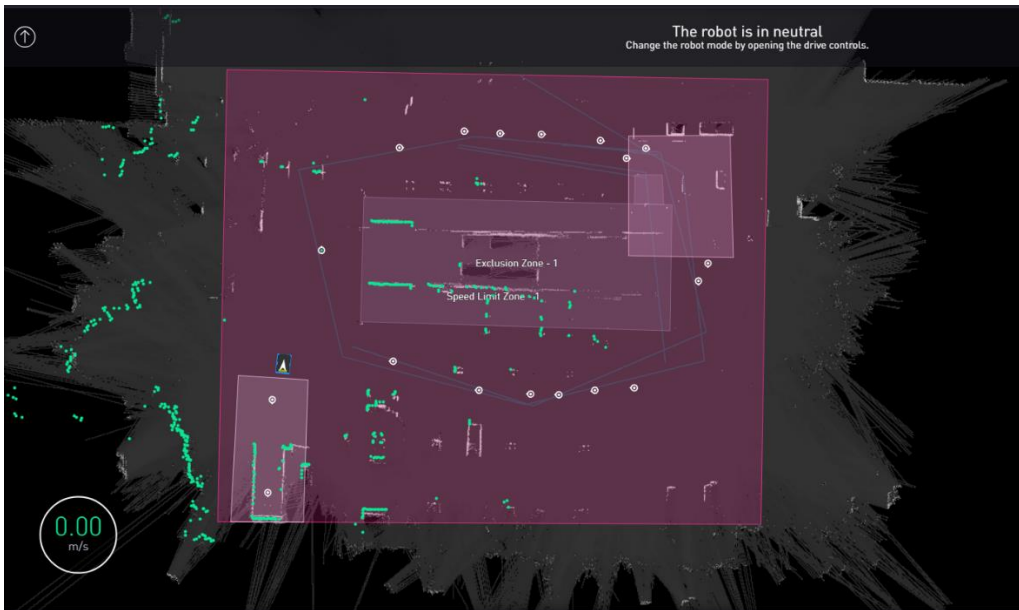 The robot is in neutral
Change the robot mode by opening the drive controls.
Exclusion Zone - 1
Speed Limit Zone - 1
0.00
m/s